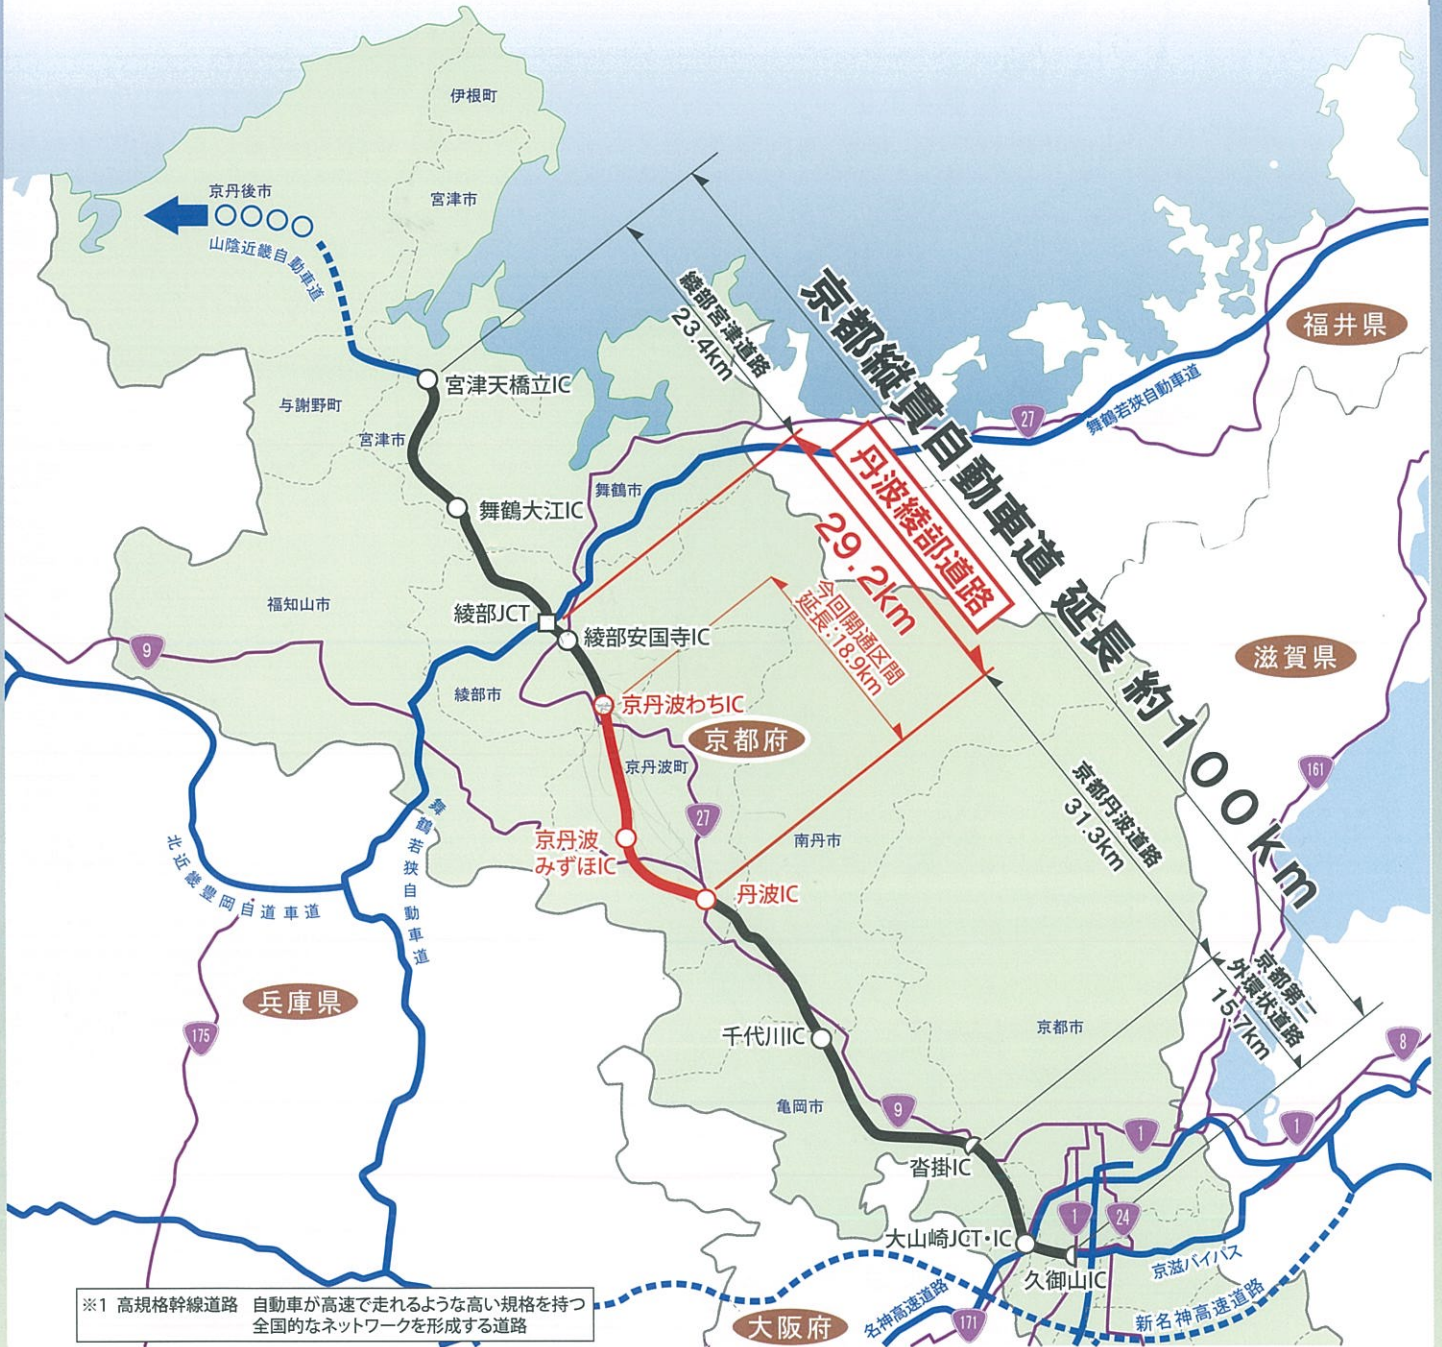 伊根町
宮津市
京丹後市
山陰近畿自動車道
綾部宮津道路
23.4km
京都縦貫自動車道 延長 約100km
福井県
27
舞鶴若狭自動車道
宮津天橋立IC
与謝野町
宮津市
丹波綾部道路
29.2km
舞鶴市
舞鶴大江IC
今回開通区間
延長:18.9km
福知山市
綾部JCT
綾部安国寺IC
9
滋賀県
綾部市
京丹波わちIC
京都府
京丹波町
161
京都丹波道路
31.3km
27
舞鶴若狭自動車道
京丹波
みずほIC
南丹市
北近畿豊岡自道車道
丹波IC
京都第二
外環状道路
15.7km
兵庫県
175
千代川IC
京都市
8
亀岡市
9
1
1
沓掛IC
1
24
大山崎JCT・IC
久御山IC
京滋バイパス
※1 高規格幹線道路 自動車が高速で走れるような高い規格を持つ
全国的なネットワークを形成する道路
大阪府
名神高速道路
171
新名神高速道路